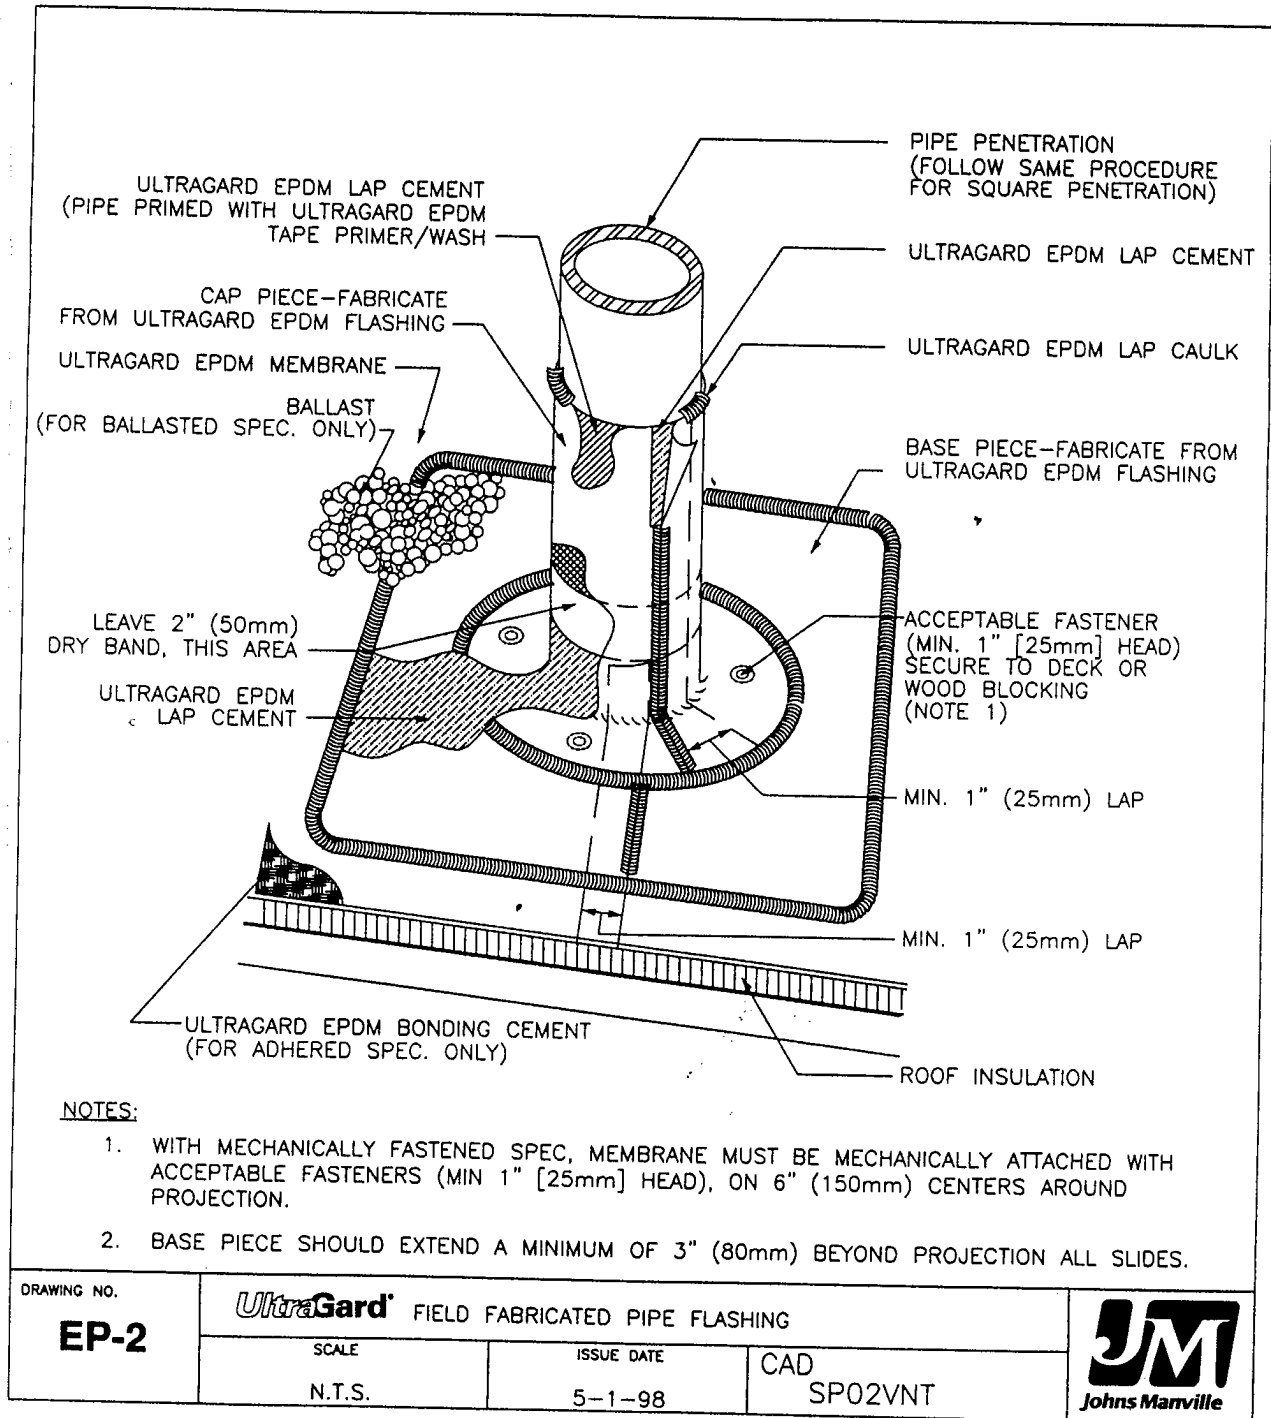 PIPE PENETRATION
(FOLLOW SAME PROCEDURE
FOR SQUARE PENETRATION)
ULTRAGARD EPDM LAP CEMENT
(PIPE PRIMED WITH ULTRAGARD EPDM
TAPE PRIMER/WASH
ULTRAGARD EPDM LAP CEMENT
CAP PIECE-FABRICATE
FROM ULTRAGARD EPDM FLASHING
ULTRAGARD EPDM LAP CAULK
ULTRAGARD EPDM MEMBRANE
BALLAST
(FOR BALLASTED SPEC. ONLY)
BASE PIECE-FABRICATE FROM
ULTRAGARD EPDM FLASHING
LEAVE 2" (50mm)
DRY BAND, THIS AREA
ACCEPTABLE FASTENER
(MIN. 1" [25mm] HEAD)
SECURE TO DECK OR
WOOD BLOCKING
(NOTE 1)
ULTRAGARD EPDM
LAP CEMENT
MIN. 1" (25mm) LAP
MIN. 1" (25mm) LAP
ULTRAGARD EPDM BONDING CEMENT
(FOR ADHERED SPEC. ONLY)
ROOF INSULATION
NOTES:
1. WITH MECHANICALLY FASTENED SPEC, MEMBRANE MUST BE MECHANICALLY ATTACHED WITH
ACCEPTABLE FASTENERS (MIN 1" [25mm] HEAD), ON 6" (150mm) CENTERS AROUND
PROJECTION.
2. BASE PIECE SHOULD EXTEND A MINIMUM OF 3" (80mm) BEYOND PROJECTION ALL SLIDES.
DRAWING NO.
EP-2
UltraGard FIELD FABRICATED PIPE FLASHING
SCALE
N.T.S.
ISSUE DATE
5-1-98
CAD
SP02VNT
JM
Johns Manville